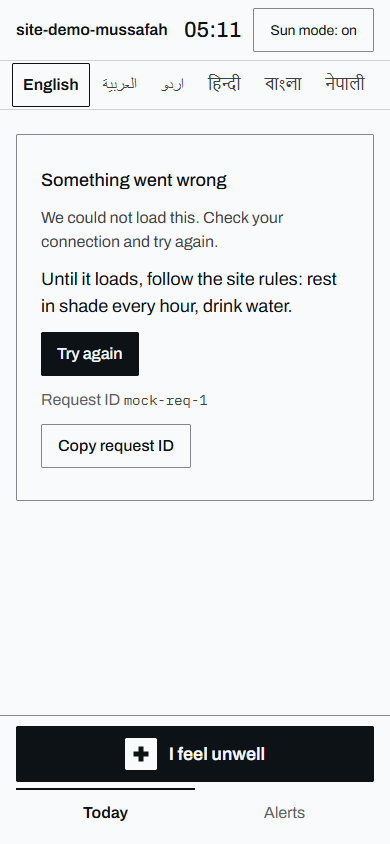 site-demo-mussafah 05:11 Sun mode: on
English العربية اردو हिन्दी বাংলা नेपाली
Something went wrong
We could not load this. Check your
connection and try again.
Until it loads, follow the site rules: rest
in shade every hour, drink water.
Try again
Request ID mock-req-1
Copy request ID
I feel unwell
Today Alerts